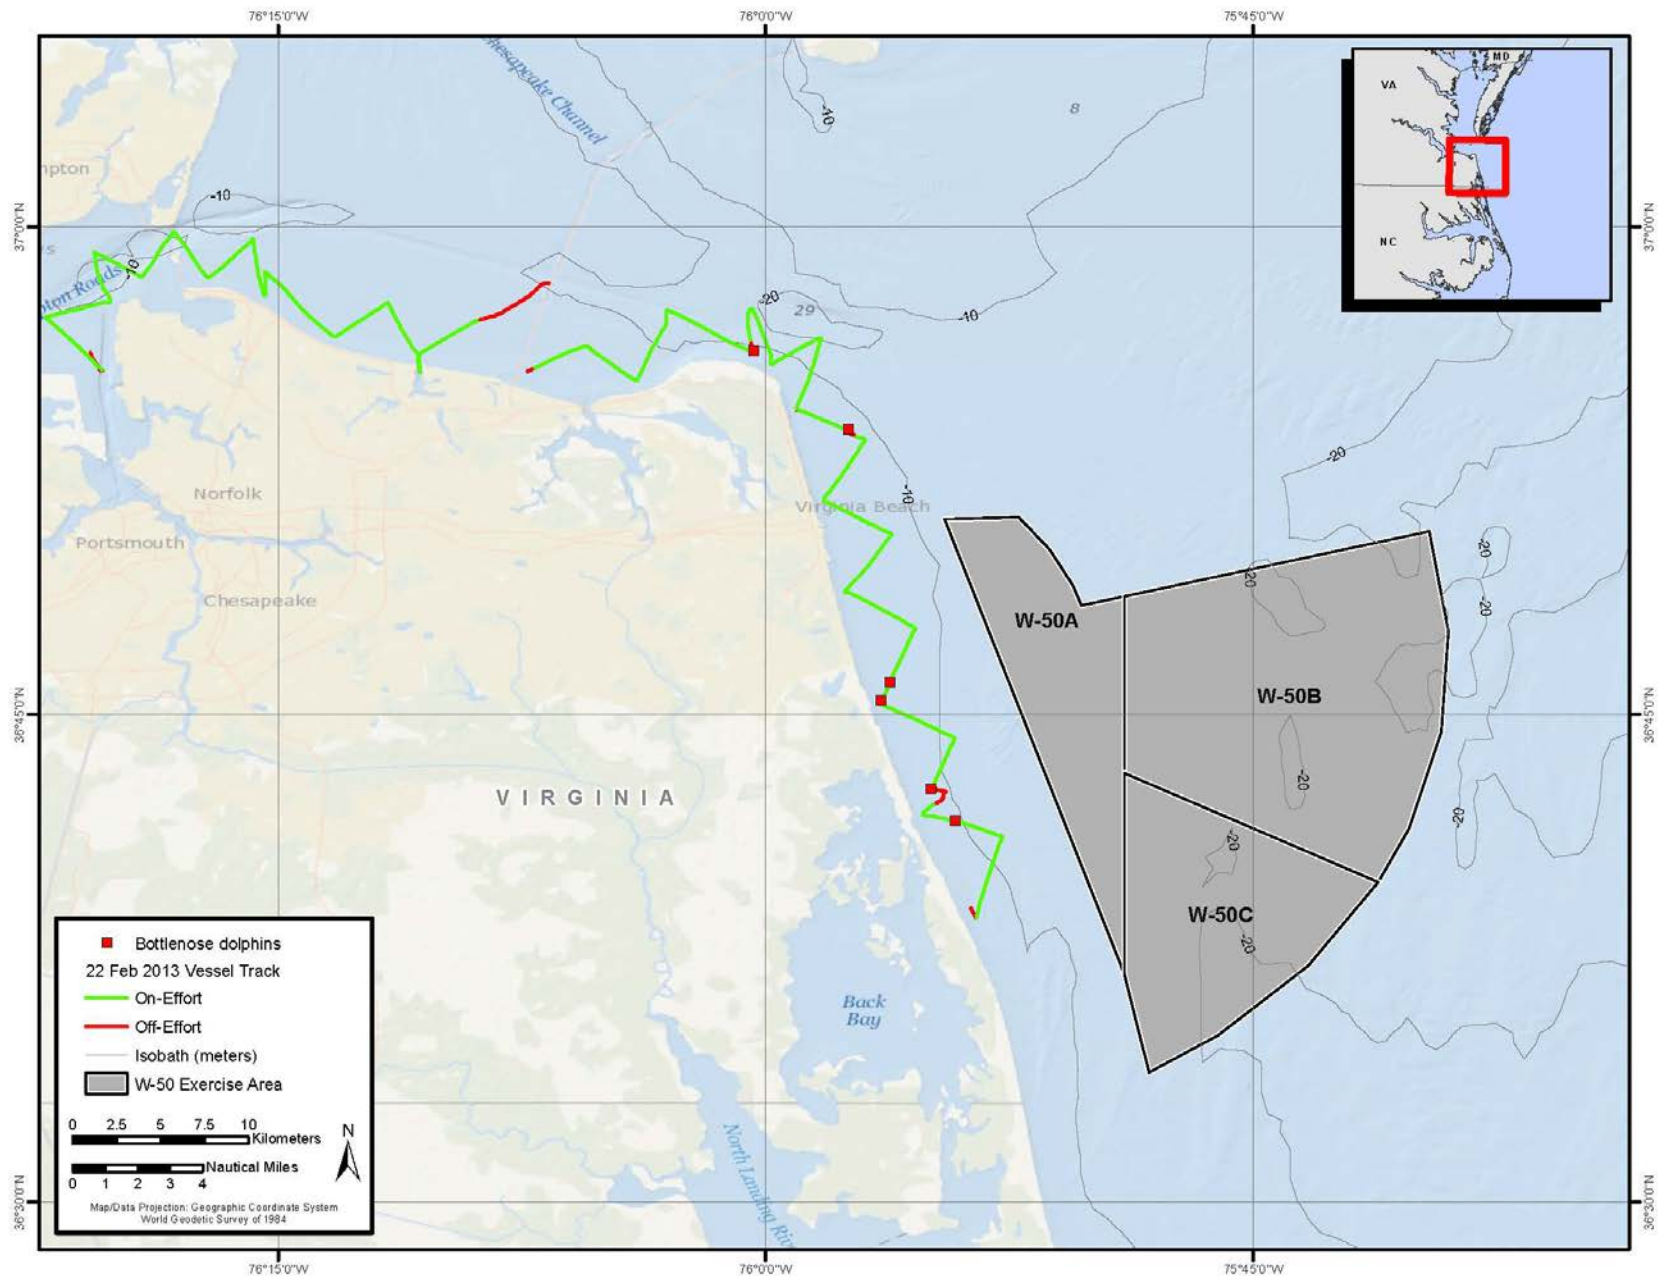 76°15'0"W
76°0'0"W
75°45'0"W
Chesapeake Channel
-10
8
MD
VA
NC
mpton
37°0'0"N
37°0'0"N
-10
-10
pton Roads
-20
29
-10
-20
Norfolk
Virginia Beach
-10
Portsmouth
-20
-20
-20
Chesapeake
W-50A
W-50B
36°45'0"N
36°45'0"N
-20
VIRGINIA
-20
-20
W-50C
-20
Bottlenose dolphins
22 Feb 2013 Vessel Track
On-Effort
Off-Effort
Isobath (meters)
W-50 Exercise Area
0 2.5 5 7.5 10
Kilometers
N
Nautical Miles
0 1 2 3 4
Map/Data Projection: Geographic Coordinate System
World Geodetic Survey of 1984
Back
Bay
North Landing Riv
36°30'0"N
36°30'0"N
76°15'0"W
76°0'0"W
75°45'0"W